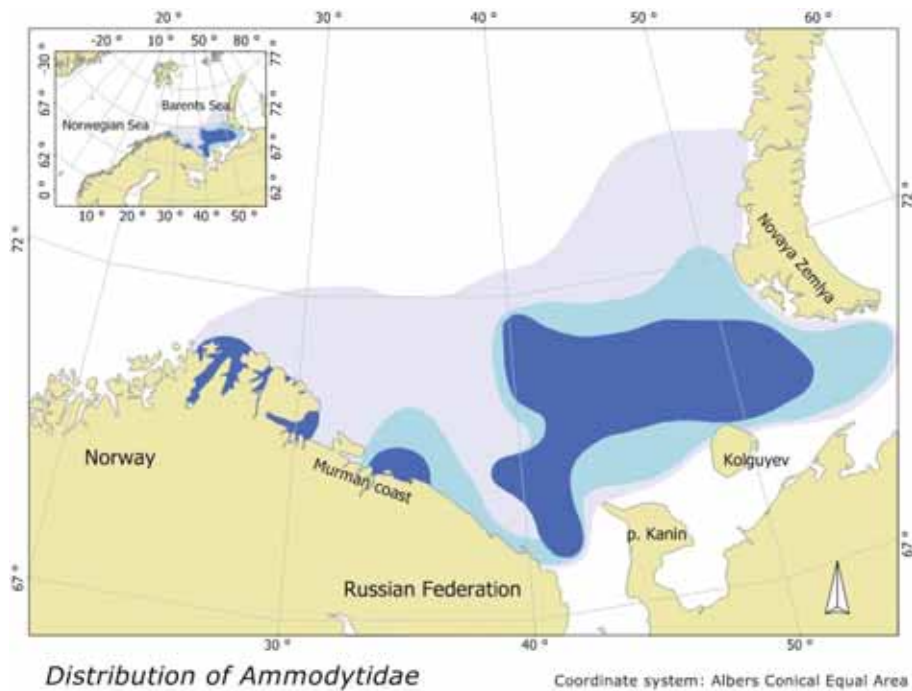 20 ° 30 ° 40 ° 50 ° 60 °
-20 ° 10 ° 50 ° 80 °
-30 °
77 °
67 °
72 °
Barents Sea
Norwegian Sea
62 °
67 °
0 °
62 °
10 ° 20 ° 30 ° 40 ° 50 °
72 °
72 °
Novaya Zemlya
Norway
Kolguyev
Murman coast
p. Kanin
67 °
67 °
Russian Federation
30 ° 40 ° 50 °
Distribution of Ammodytidae
Coordinate system: Albers Conical Equal Area